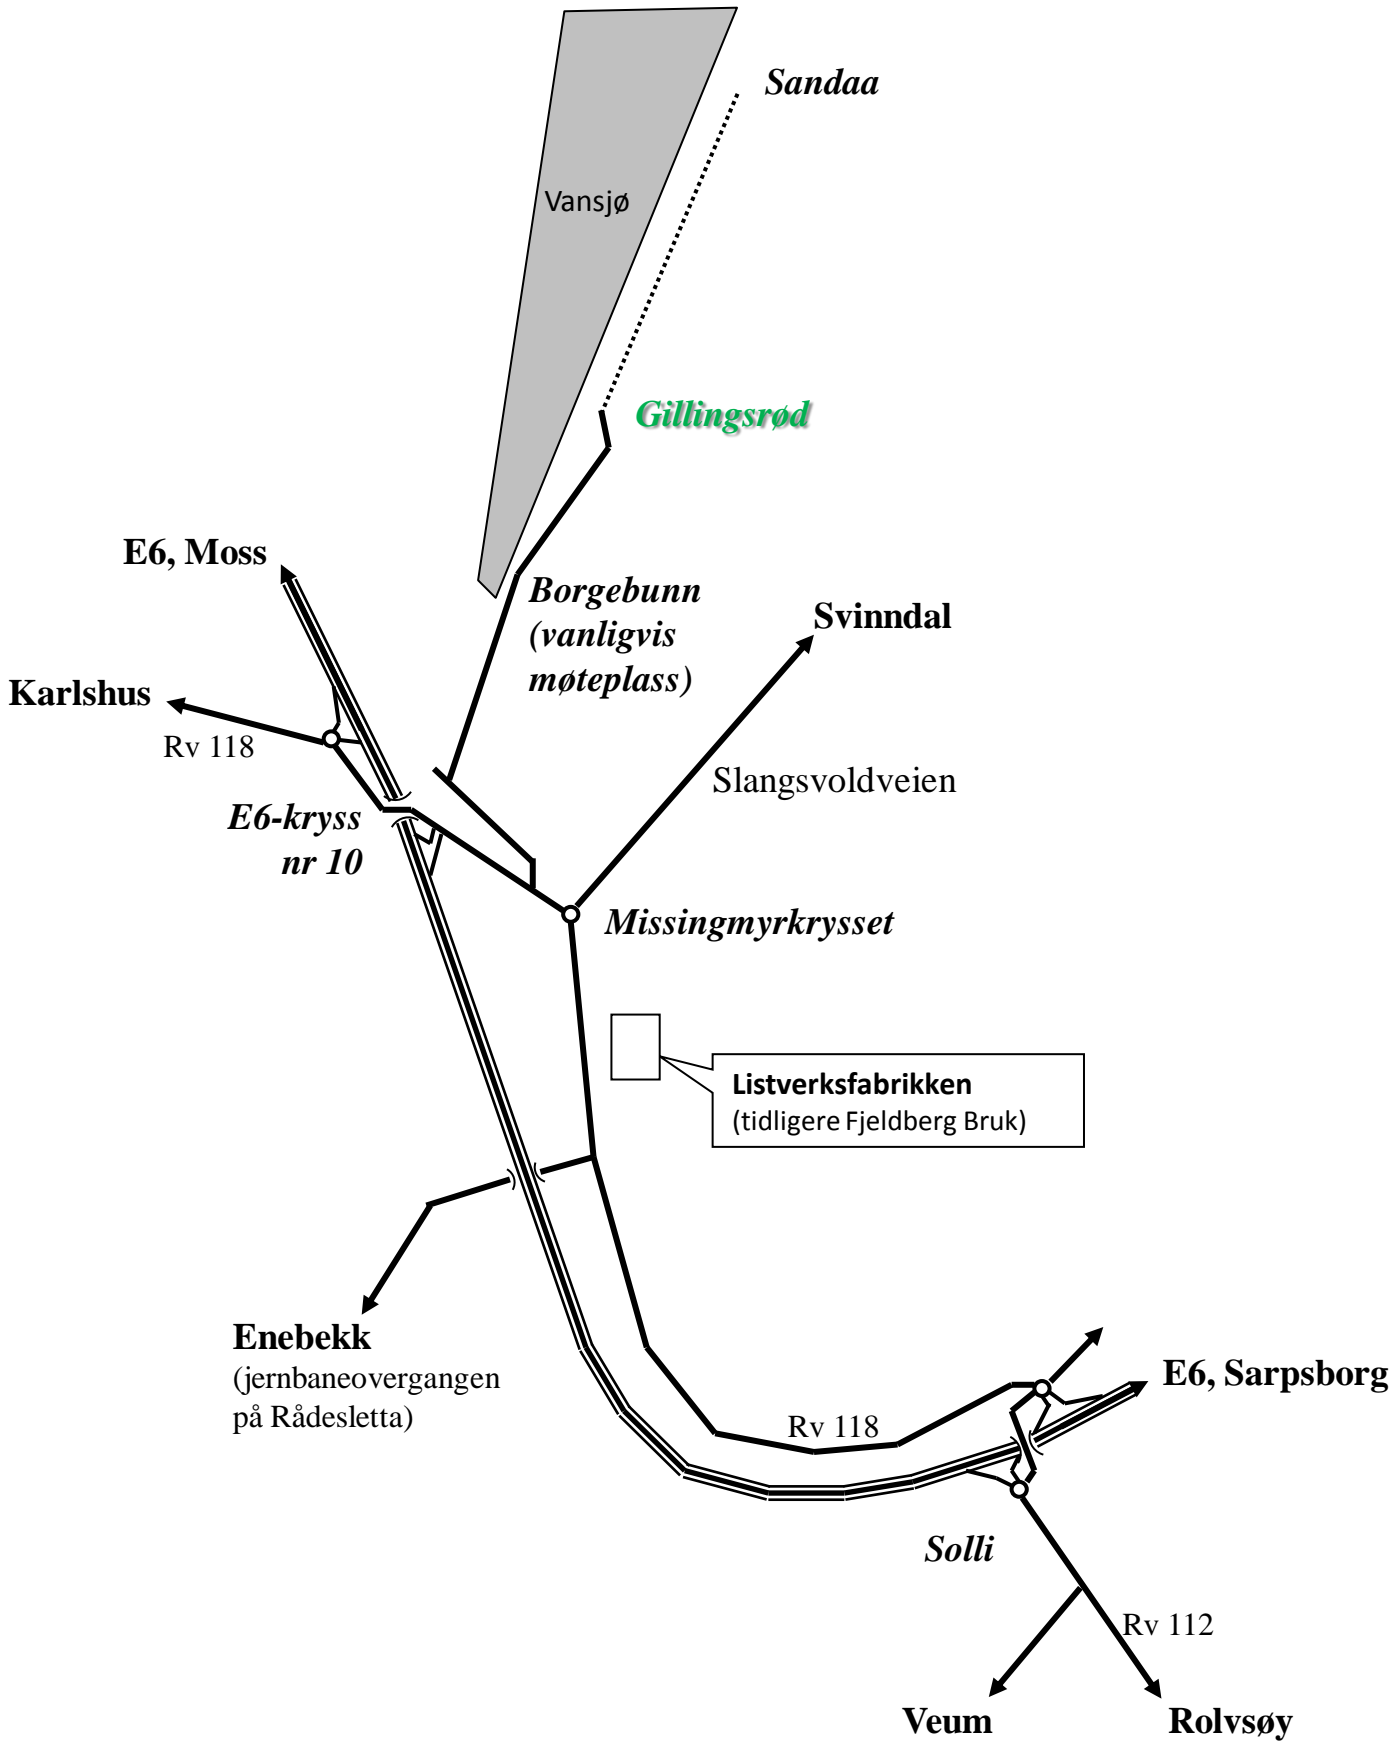 Sandaa
Vansjø
Gillingsrød
E6, Moss
Borgebunn
(vanligvis
møteplass)
Svinndal
Karlshus
Rv 118
Slangsvoldveien
E6-kryss
nr 10
Missingmyrkrysset
Listverksfabrikken
(tidligere Fjeldberg Bruk)
Enebekk
(jernbaneovergangen
på Rådesletta)
E6, Sarpsborg
Rv 118
Solli
Rv 112
Veum
Rolvsøy